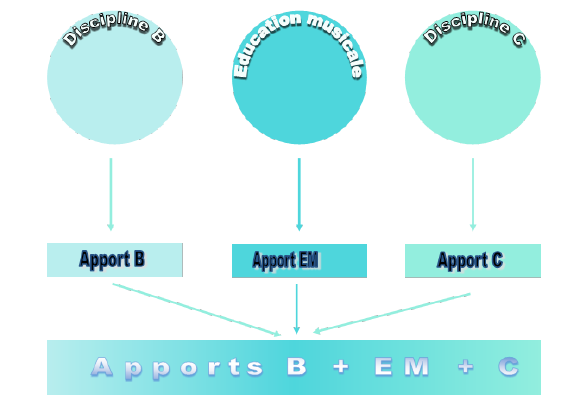 Discipline B
Education musicale
Discipline C
Apport B
Apport EM
Apport C
Apports B + EM + C